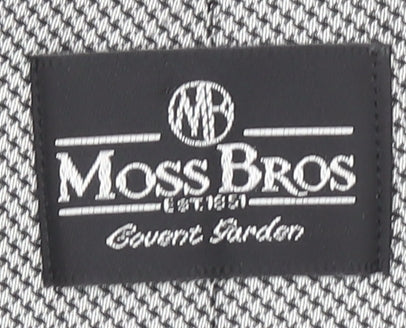 MB
MOSS BROS
EST. 1851
Covent Garden